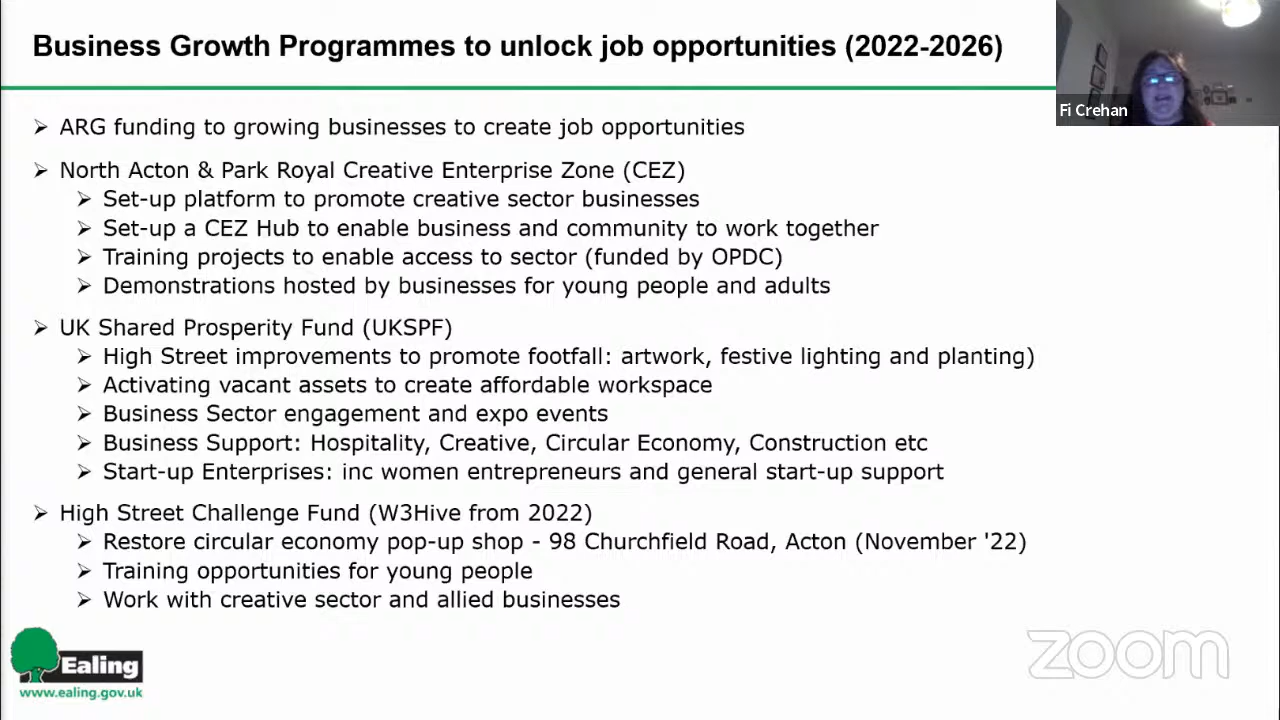 Business Growth Programmes to unlock job opportunities (2022-2026)
Fi Crehan
ARG funding to growing businesses to create job opportunities
North Acton & Park Royal Creative Enterprise Zone (CEZ)
Set-up platform to promote creative sector businesses
Set-up a CEZ Hub to enable business and community to work together
Training projects to enable access to sector (funded by OPDC)
Demonstrations hosted by businesses for young people and adults
UK Shared Prosperity Fund (UKSPF)
High Street improvements to promote footfall: artwork, festive lighting and planting)
Activating vacant assets to create affordable workspace
Business Sector engagement and expo events
Business Support: Hospitality, Creative, Circular Economy, Construction etc
Start-up Enterprises: inc women entrepreneurs and general start-up support
High Street Challenge Fund (W3Hive from 2022)
Restore circular economy pop-up shop - 98 Churchfield Road, Acton (November '22)
Training opportunities for young people
Work with creative sector and allied businesses
Ealing
www.ealing.gov.uk
zoom